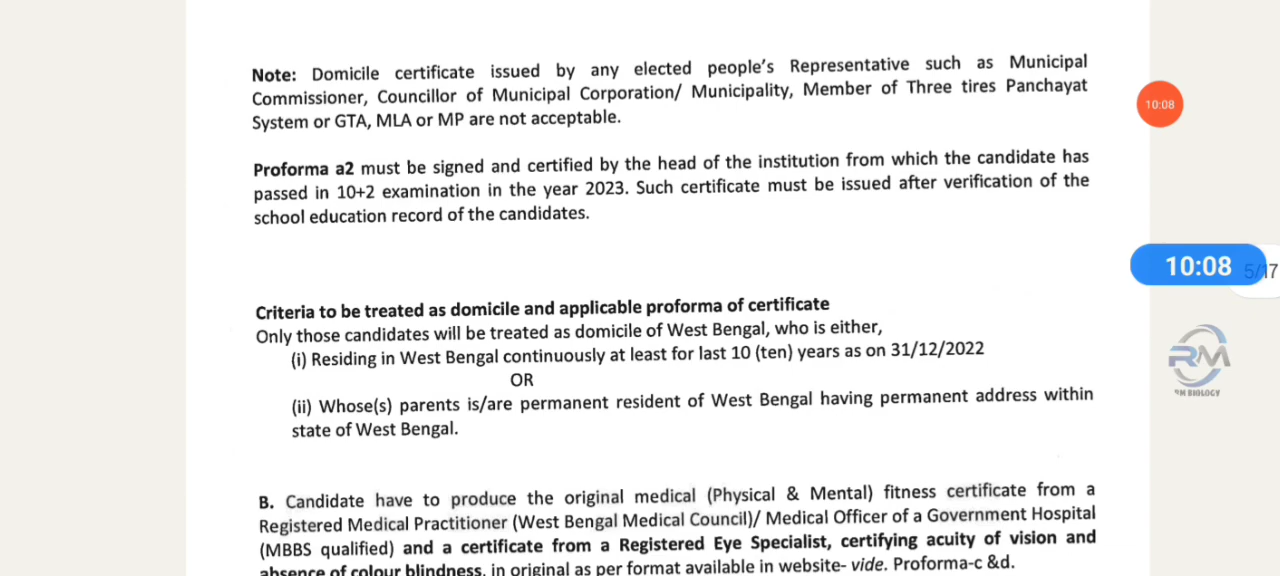 Note: Domicile certificate issued by any elected people's Representative such as Municipal
Commissioner, Councillor of Municipal Corporation/ Municipality, Member of Three tires Panchayat
System or GTA, MLA or MP are not acceptable.
10:08
Proforma a2 must be signed and certified by the head of the institution from which the candidate has
passed in 10+2 examination in the year 2023. Such certificate must be issued after verification of the
school education record of the candidates.
10:08
5/17
Criteria to be treated as domicile and applicable proforma of certificate
Only those candidates will be treated as domicile of West Bengal, who is either,
(i) Residing in West Bengal continuously at least for last 10 (ten) years as on 31/12/2022
OR
(ii) Whose(s) parents is/are permanent resident of West Bengal having permanent address within
state of West Bengal.
RM
RM BIOLOGY
B. Candidate have to produce the original medical (Physical & Mental) fitness certificate from a
Registered Medical Practitioner (West Bengal Medical Council)/ Medical Officer of a Government Hospital
(MBBS qualified) and a certificate from a Registered Eye Specialist, certifying acuity of vision and
absence of colour blindness, in original as per format available in website- vide. Proforma-c &d.